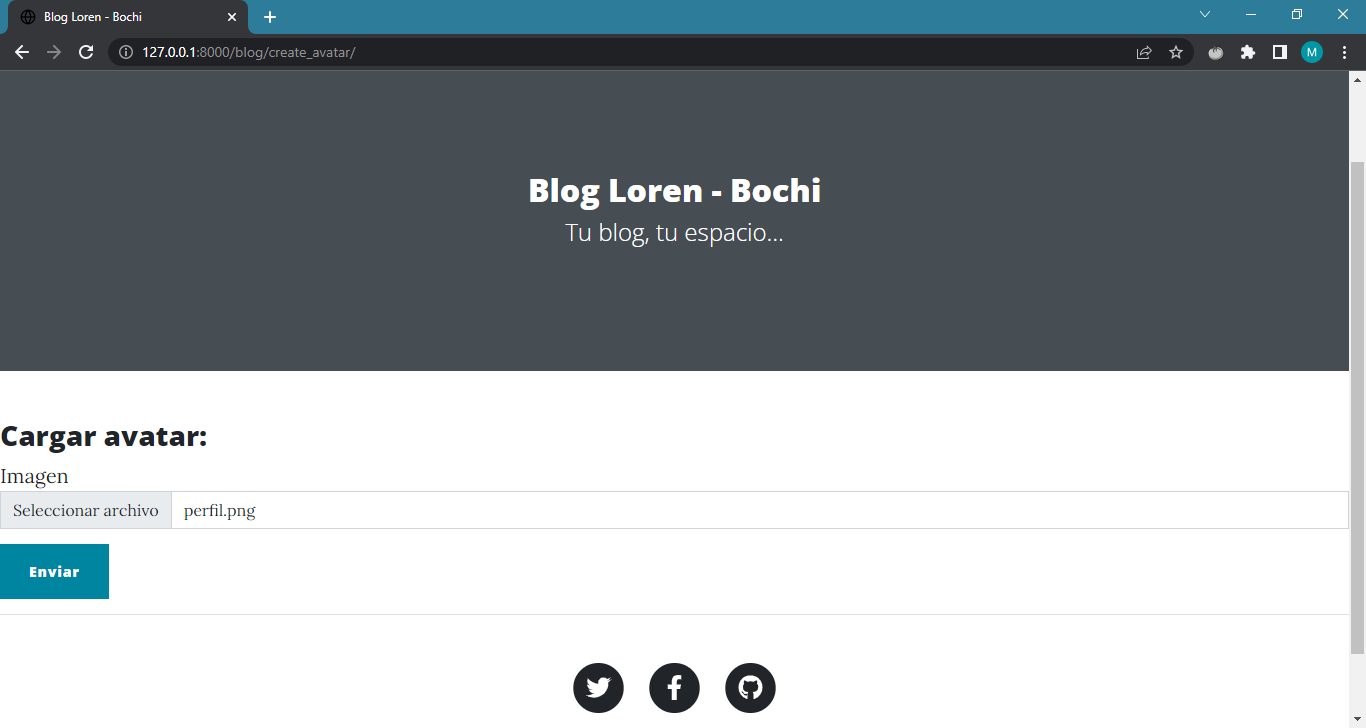 Blog Loren - Bochi
127.0.0.1:8000/blog/create_avatar/
M
Blog Loren - Bochi
Tu blog, tu espacio...
Cargar avatar:
Imagen
Seleccionar archivo perfil.png
Enviar